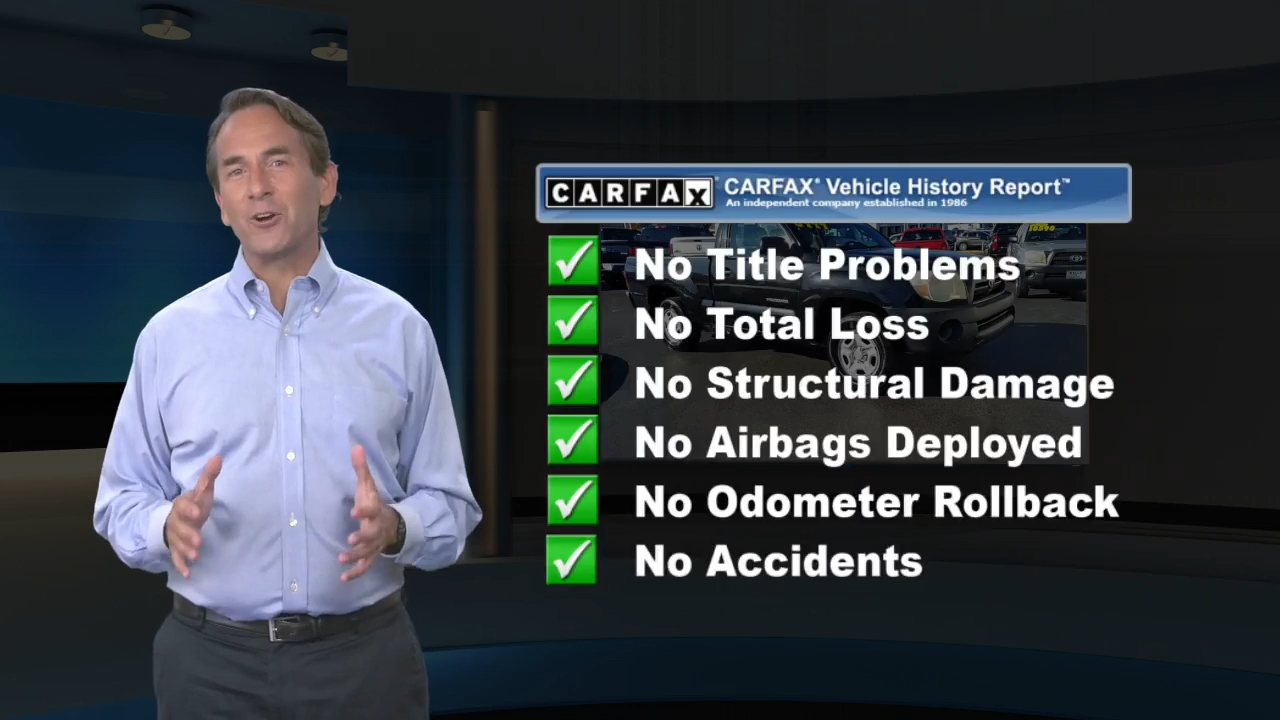 CARFAX
CARFAX® Vehicle History Report™
An independent company established in 1986
No Title Problems
No Total Loss
No Structural Damage
No Airbags Deployed
No Odometer Rollback
No Accidents